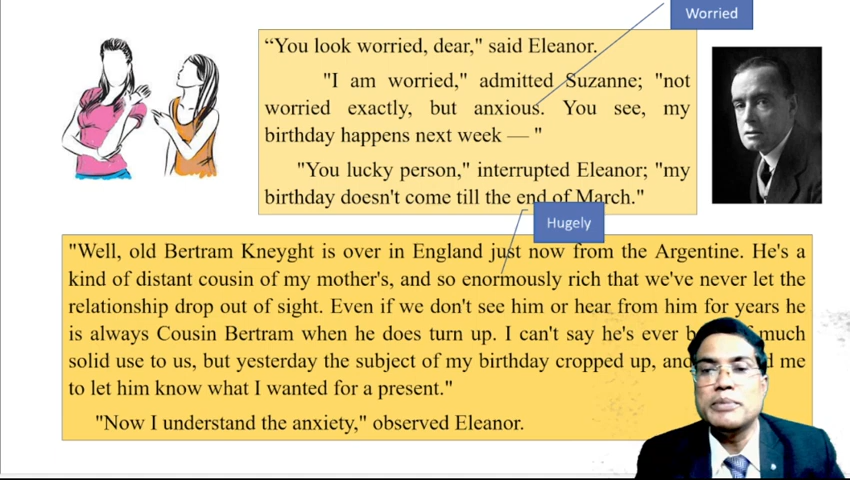 Worried
“You look worried, dear," said Eleanor.
"I am worried," admitted Suzanne; "not
worried exactly, but anxious. You see, my
birthday happens next week — "
"You lucky person," interrupted Eleanor; "my
birthday doesn't come till the end of March."
Hugely
"Well, old Bertram Kneyght is over in England just now from the Argentine. He's a
kind of distant cousin of my mother's, and so enormously rich that we've never let the
relationship drop out of sight. Even if we don't see him or hear from him for years he
is always Cousin Bertram when he does turn up. I can't say he's ever much
solid use to us, but yesterday the subject of my birthday cropped up, and me
to let him know what I wanted for a present."
"Now I understand the anxiety," observed Eleanor.